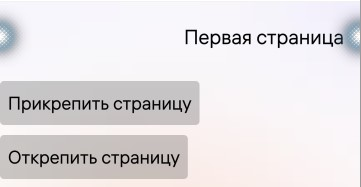 Первая страница
Прикрепить страницу
Открепить страницу